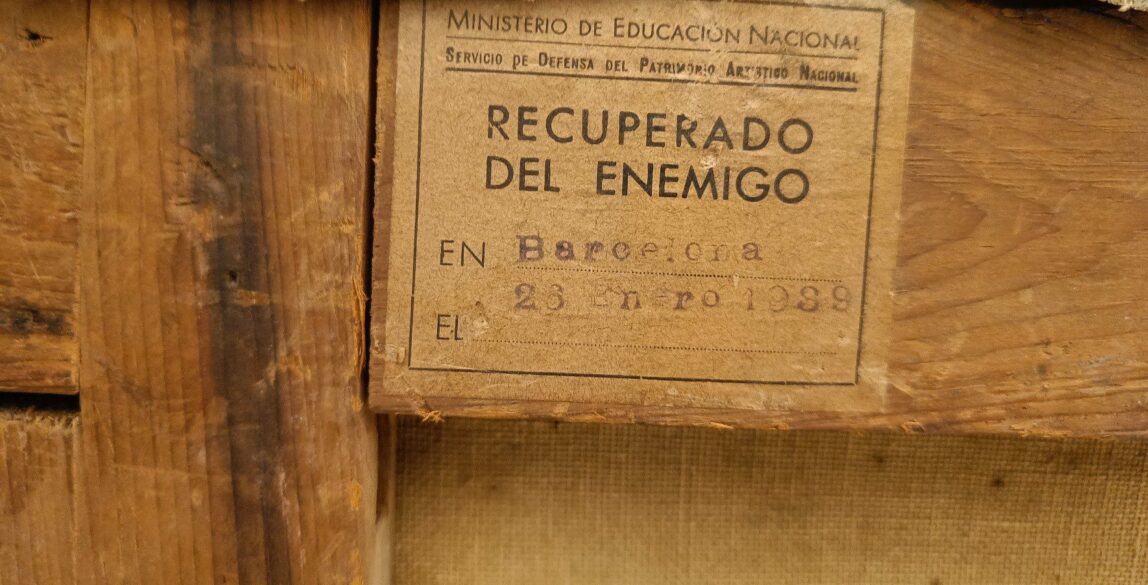 MINISTERIO DE EDUCACIÓN NACIONAL
SERVICIO DE DEFENSA DEL PATRIMONIO ARTÍSTICO NACIONAL
RECUPERADO
DEL ENEMIGO
EN Barcelona
26 Enero 1939
EL